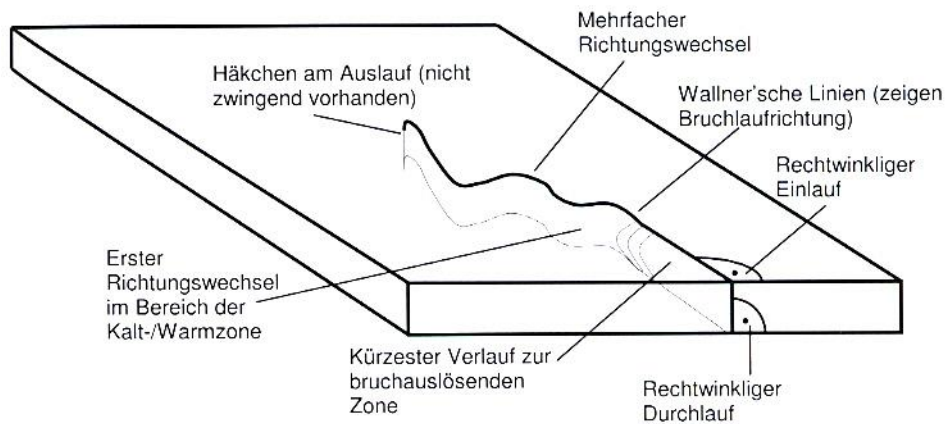 Mehrfacher
Richtungswechsel
Häkchen am Auslauf (nicht
zwingend vorhanden)
Wallner'sche Linien (zeigen
Bruchlaufrichtung)
Rechtwinkliger
Einlauf
Erster
Richtungswechsel
im Bereich der
Kalt-/Warmzone
Kürzester Verlauf zur
bruchauslösenden
Zone
Rechtwinkliger
Durchlauf